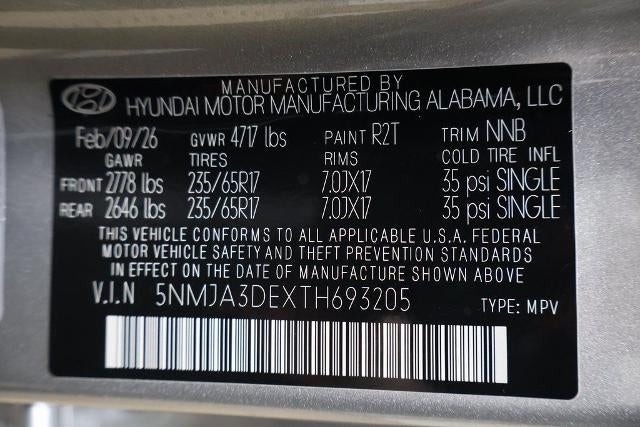 MANUFACTURED BY
HYUNDAI MOTOR MANUFACTURING ALABAMA, LLC
Feb/09/26 GVWR 4717 lbs PAINT R2T TRIM NNB
GAWR TIRES RIMS COLD TIRE INFL
FRONT 2778 lbs 235/65R17 7.0JX17 35 psi SINGLE
REAR 2646 lbs 235/65R17 7.0JX17 35 psi SINGLE
THIS VEHICLE CONFORMS TO ALL APPLICABLE U.S.A. FEDERAL
MOTOR VEHICLE SAFETY AND THEFT PREVENTION STANDARDS
IN EFFECT ON THE DATE OF MANUFACTURE SHOWN ABOVE
V.I.N 5NMJA3DEXTH693205 TYPE: MPV